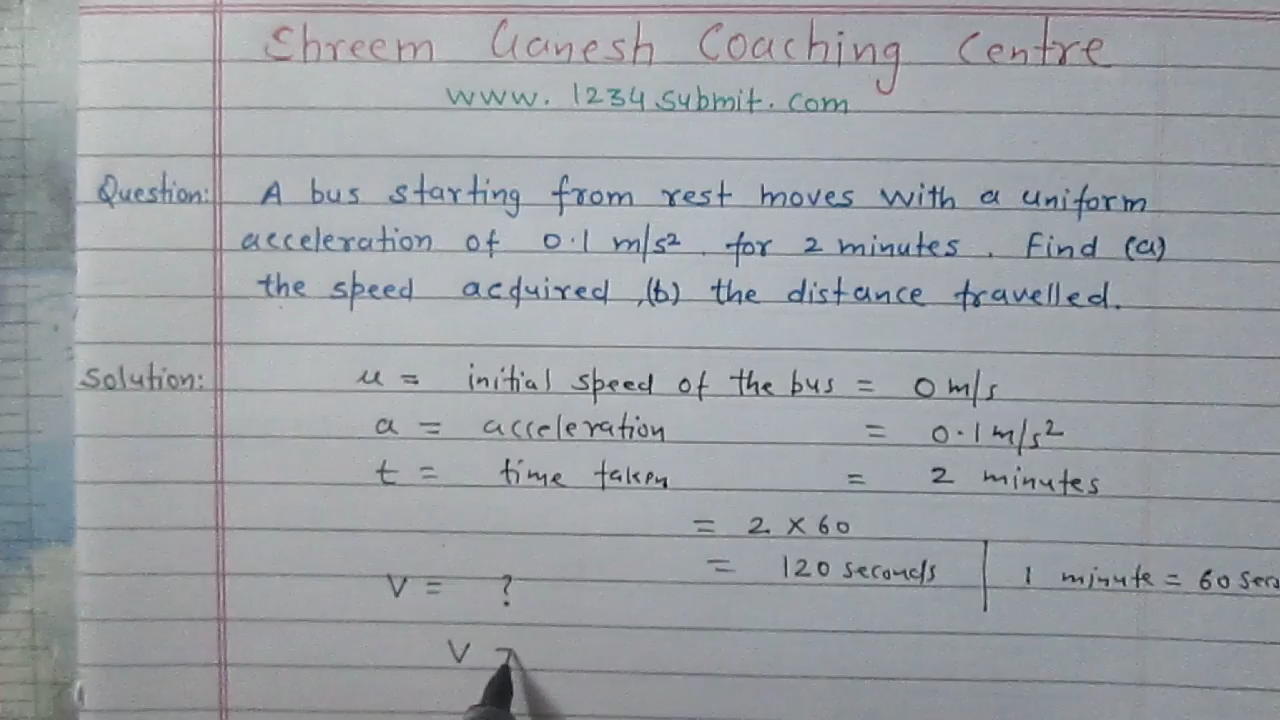 Shreem Ganesh Coaching Centre
www.1234submit.com
Question: A bus starting from rest moves with a uniform
acceleration of 0.1 m/s² for 2 minutes. Find (a)
the speed acquired, (b) the distance travelled.
Solution: u = initial speed of the bus = 0 m/s
a = acceleration = 0.1 m/s²
t = time taken = 2 minutes
= 2 × 60
= 120 seconds | 1 minute = 60 sec
V = ?
V =